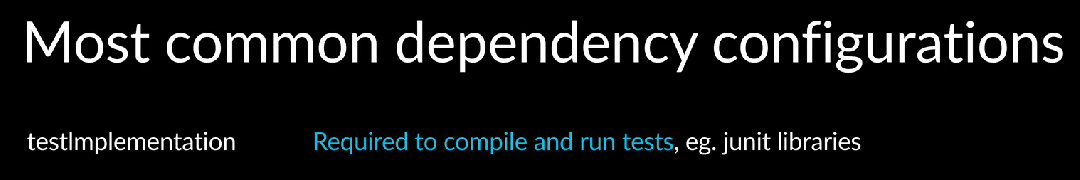 Most common dependency configurations
testImplementation Required to compile and run tests, eg. junit libraries